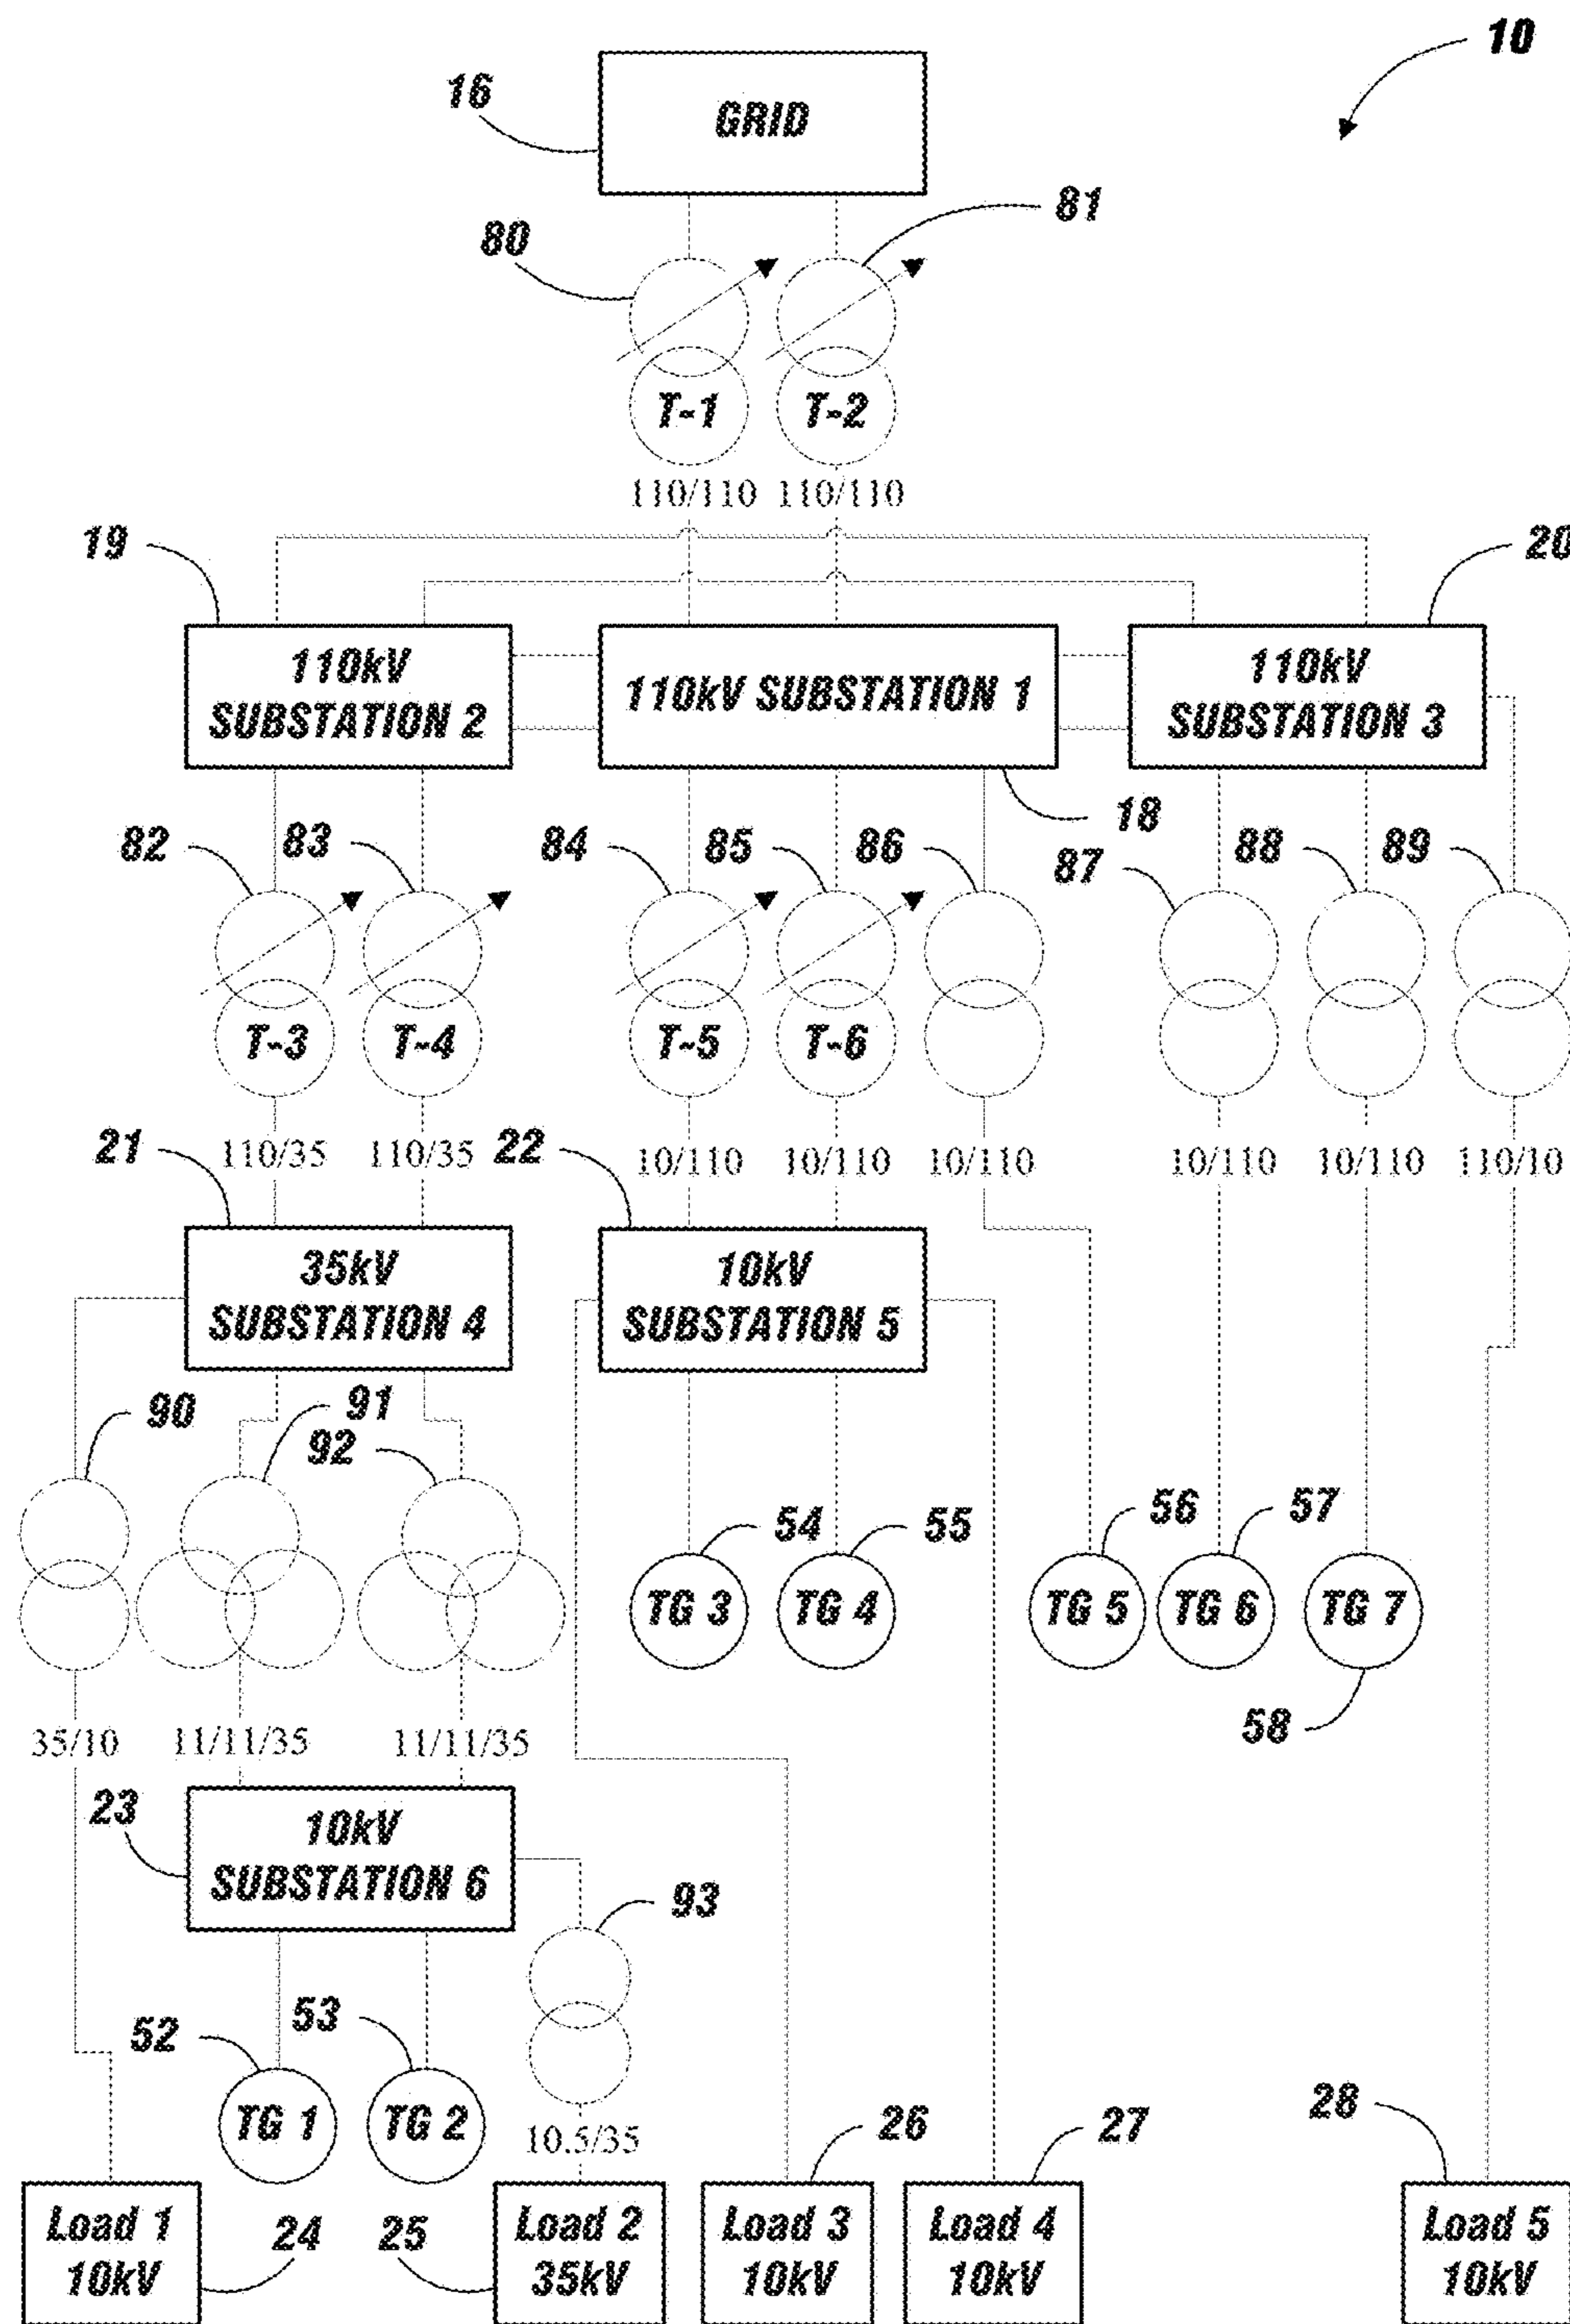 10
16
GRID
81
80
T-1 T-2
110/110 110/110
19
20
110kV
SUBSTATION 2
110kV SUBSTATION 1
110kV
SUBSTATION 3
18
82 83 84 85 86 87 88 89
T-3 T-4 T-5 T-6
21 110/35 110/35 22 10/110 10/110 10/110 10/110 10/110 110/10
35kV
SUBSTATION 4
10kV
SUBSTATION 5
90 91
92
54 55 56 57
TG 3 TG 4 TG 5 TG 6 TG 7
58
35/10 11/11/35 11/11/35
23
10kV
SUBSTATION 6
93
52 53
TG 1 TG 2
10.5/35
26 27 28
Load 1
10kV
24 25
Load 2
35kV
Load 3
10kV
Load 4
10kV
Load 5
10kV